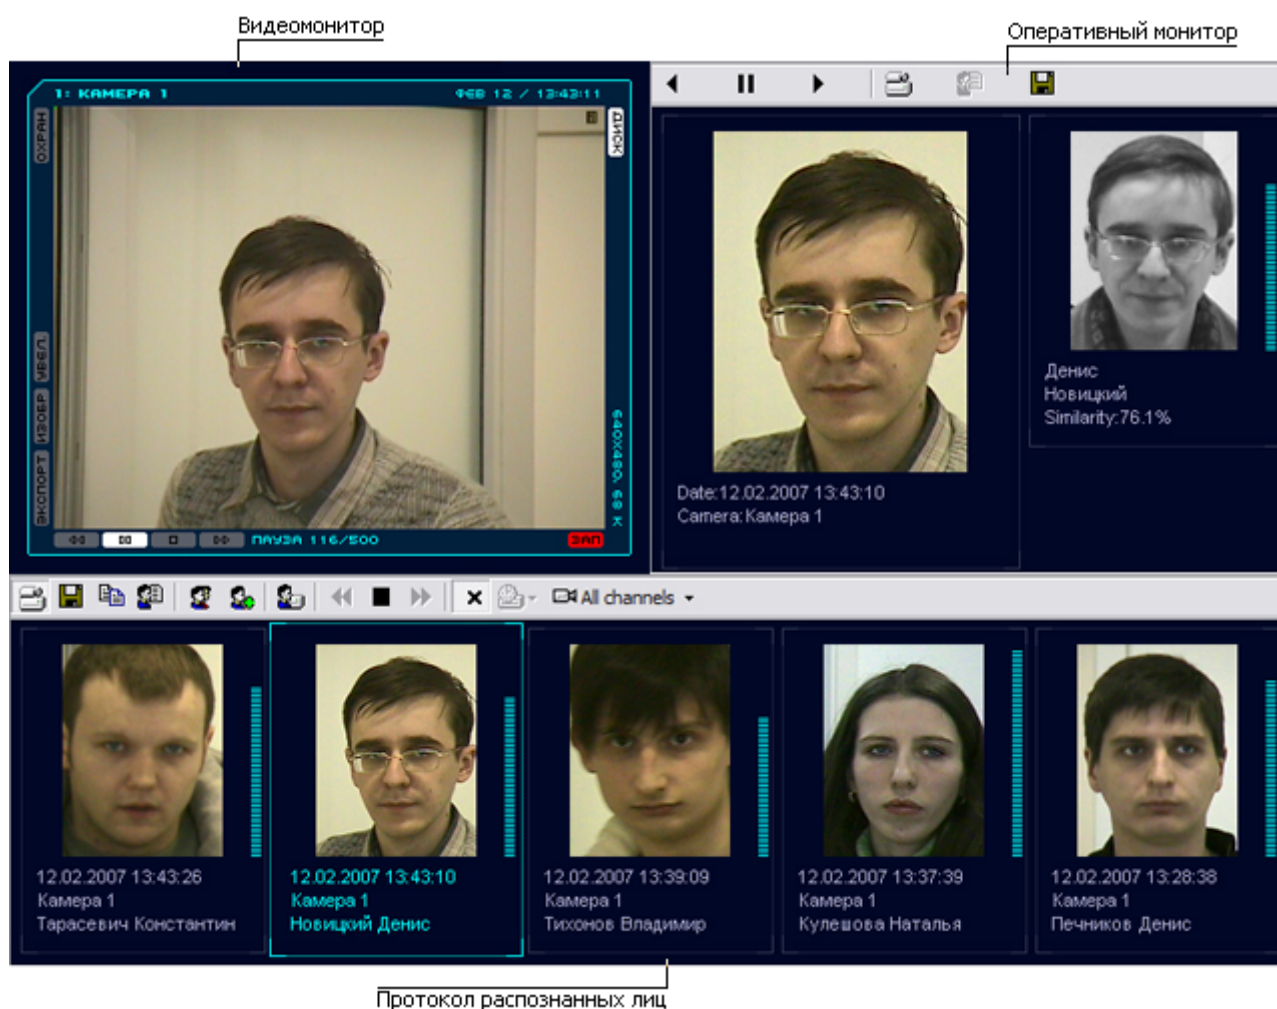 Видеомонитор
Оперативный монитор
1: КАМЕРА 1
ФЕВ 12 / 13:43:11
ОХРАН
ДИСК
УВЕЛ.
ИЗОБР
ЭКСПОРТ
640X480, 68 К
ПАУЗА 116/500
ЗАП
Date:12.02.2007 13:43:10
Camera:Камера 1
Денис
Новицкий
Similarity:76.1%
All channels
12.02.2007 13:43:26
Камера 1
Тарасевич Константин
12.02.2007 13:43:10
Камера 1
Новицкий Денис
12.02.2007 13:39:09
Камера 1
Тихонов Владимир
12.02.2007 13:37:39
Камера 1
Кулешова Наталья
12.02.2007 13:28:38
Камера 1
Печников Денис
Протокол распознанных лиц